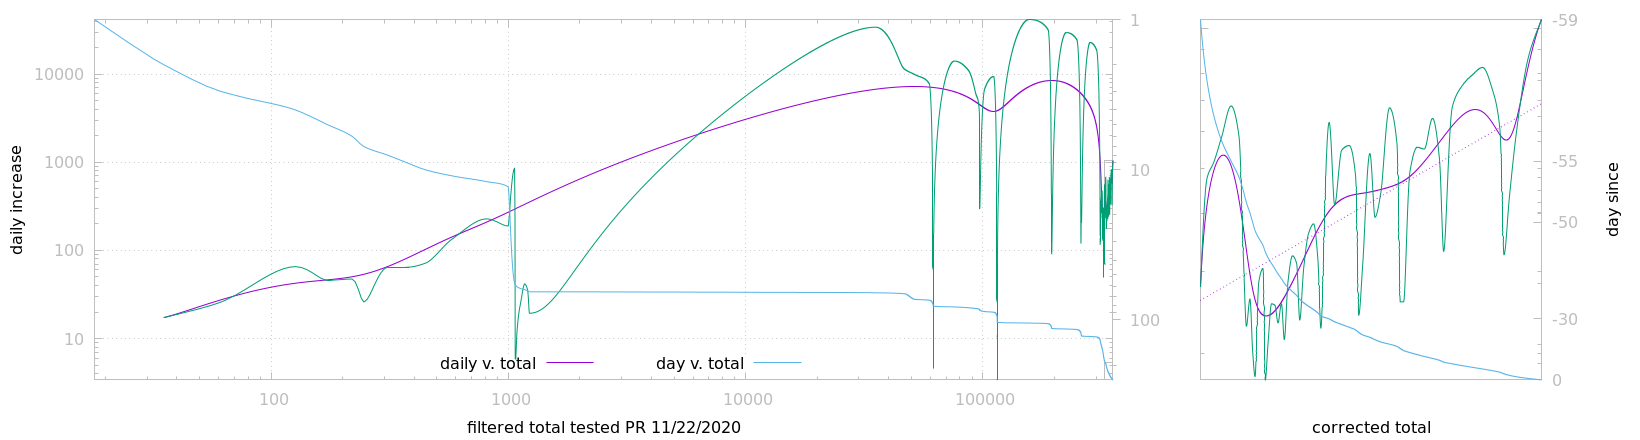 daily increase
10000
1000
100
10
daily v. total
day v. total
100
1000
10000
100000
filtered total tested PR 11/22/2020
1
10
100
-59
-55
-50
-30
0
day since
corrected total